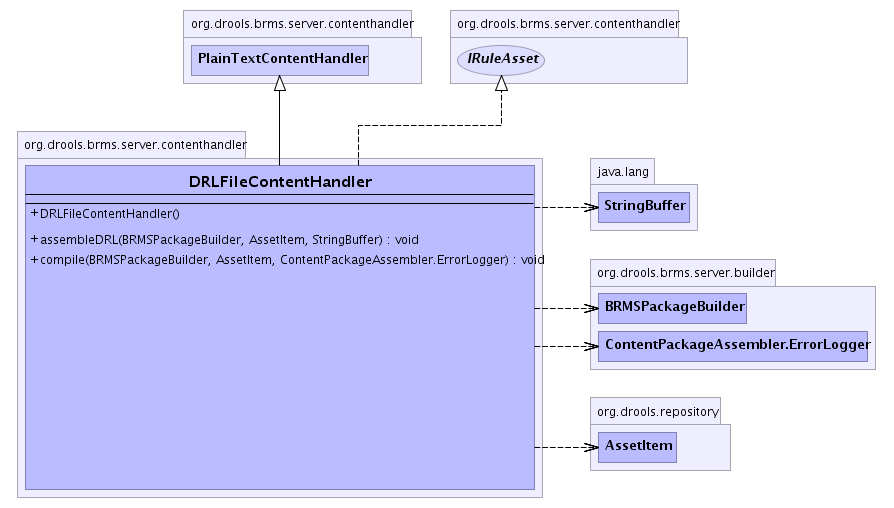 org.drools.brms.server.contenthandler
PlainTextContentHandler
org.drools.brms.server.contenthandler
IRuleAsset
org.drools.brms.server.contenthandler
DRLFileContentHandler
+DRLFileContentHandler()
+assembleDRL(BRMSPackageBuilder, AssetItem, StringBuffer) : void
+compile(BRMSPackageBuilder, AssetItem, ContentPackageAssembler.ErrorLogger) : void
java.lang
StringBuffer
org.drools.brms.server.builder
BRMSPackageBuilder
ContentPackageAssembler.ErrorLogger
org.drools.repository
AssetItem